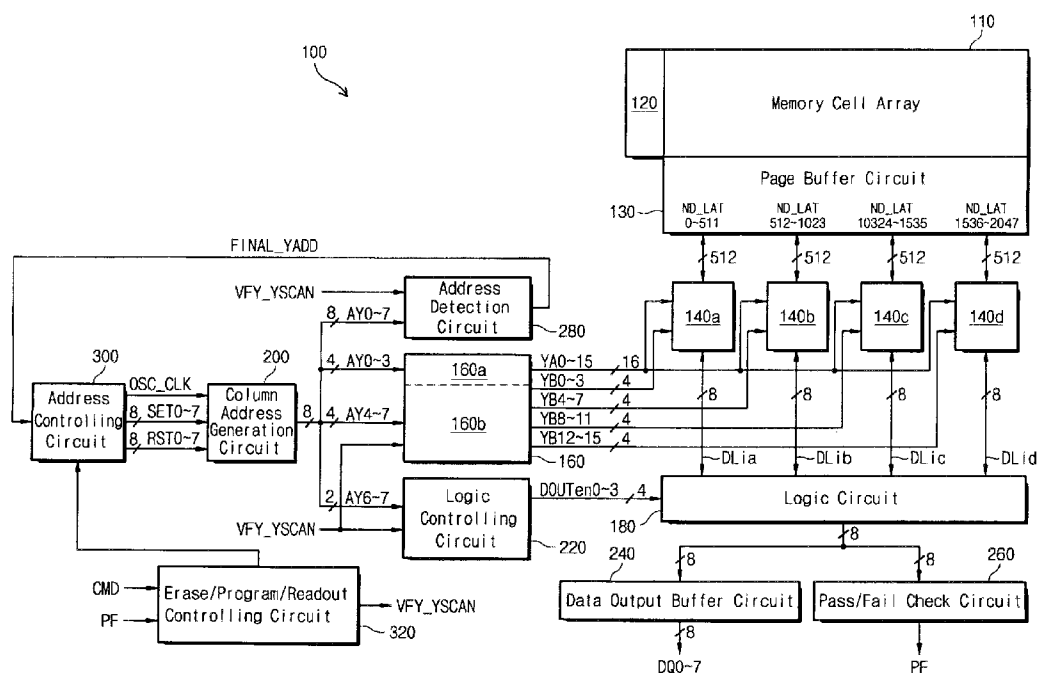 110
100
120
Memory Cell Array
Page Buffer Circuit
130
ND_LAT
0~511
ND_LAT
512~1023
ND_LAT
10324~1535
ND_LAT
1536~2047
FINAL_YADD
512
512
512
512
VFY_YSCAN
Address
Detection
Circuit
8
AY0~7
280
140a
140b
140c
140d
300
200
4
AY0~3
160a
YA0~15
16
YB0~3
4
Address
Controlling
Circuit
OSC_CLK
8
SET0~7
8
RST0~7
Column
Address
Generation
Circuit
8
4
AY4~7
160b
YB4~7
4
YB8~11
4
YB12~15
4
160
8
8
8
8
DLia
DLib
DLic
DLid
2
AY6~7
Logic
Controlling
Circuit
DOUTen0~3
4
Logic Circuit
VFY_YSCAN
220
180
8
240
8
8
260
CMD
PF
Erase/Program/Readout
Controlling Circuit
VFY_YSCAN
320
Data Output Buffer Circuit
Pass/Fail Check Circuit
8
DQ0~7
PF